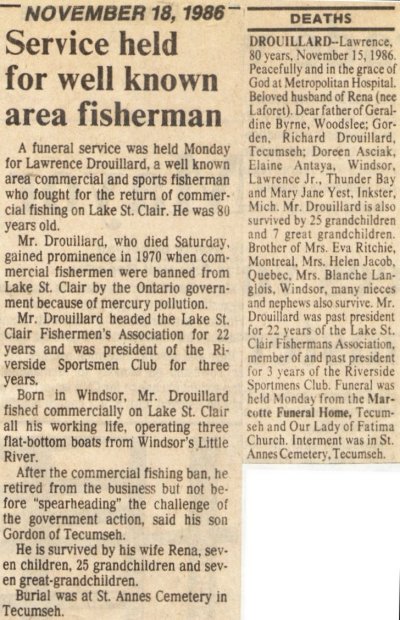 NOVEMBER 18, 1986
Service held
for well known
area fisherman
A funeral service was held Monday
for Lawrence Drouillard, a well known
area commercial and sports fisherman
who fought for the return of commer-
cial fishing on Lake St. Clair. He was 80
years old.
Mr. Drouillard, who died Saturday,
gained prominence in 1970 when com-
mercial fishermen were banned from
Lake St. Clair by the Ontario govern-
ment because of mercury pollution.
Mr. Drouillard headed the Lake St.
Clair Fishermen's Association for 22
years and was president of the Ri-
verside Sportsmen Club for three
years.
Born in Windsor, Mr. Drouillard
fished commercially on Lake St. Clair
all his working life, operating three
flat-bottom boats from Windsor's Little
River.
After the commercial fishing ban, he
retired from the business but not be-
fore "spearheading" the challenge of
the government action, said his son
Gordon of Tecumseh.
He is survived by his wife Rena, sev-
en children, 25 grandchildren and sev-
en great-grandchildren.
Burial was at St. Annes Cemetery in
Tecumseh.
DEATHS
DROUILLARD--Lawrence,
80 years, November 15, 1986.
Peacefully and in the grace of
God at Metropolitan Hospital.
Beloved husband of Rena (nee
Laforet). Dear father of Geral-
dine Byrne, Woodslee; Gor-
den, Richard Drouillard,
Tecumseh; Doreen Asciak,
Elaine Antaya, Windsor,
Lawrence Jr., Thunder Bay
and Mary Jane Yest, Inkster,
Mich. Mr. Drouillard is also
survived by 25 grandchildren
and 7 great grandchildren.
Brother of Mrs. Eva Ritchie,
Montreal, Mrs. Helen Jacob,
Quebec, Mrs. Blanche Lan-
glois, Windsor, many nieces
and nephews also survive. Mr.
Drouillard was past president
for 22 years of the Lake St.
Clair Fishermans Association,
member of and past president
for 3 years of the Riverside
Sportmens Club. Funeral was
held Monday from the Mar-
cotte Funeral Home, Tecum-
seh and Our Lady of Fatima
Church. Interment was in St.
Annes Cemetery, Tecumseh.